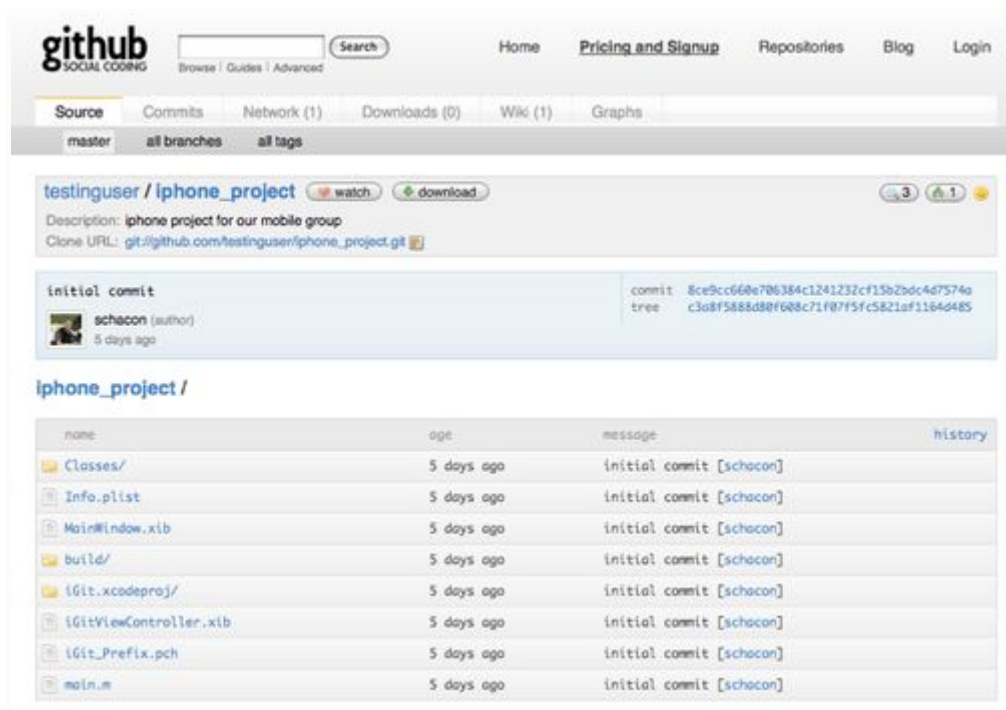 github
SOCIAL CODING
Search
Browse | Guides | Advanced
Home Pricing and Signup Repositories Blog Login
Source Commits Network (1) Downloads (0) Wiki (1) Graphs
master all branches all tags
testinguser / iphone_project watch download 3 1
Description: iphone project for our mobile group
Clone URL: git://github.com/testinguser/iphone_project.git
initial commit
schacon (author)
5 days ago
commit 8ce9cc660e706384c1241232cf15b2bdc4d7574a
tree c3a8f5888d80f608c71f07f5fc5821af1164d485
iphone_project /
name age message history
Classes/ 5 days ago initial commit [schacon]
Info.plist 5 days ago initial commit [schacon]
MainWindow.xib 5 days ago initial commit [schacon]
build/ 5 days ago initial commit [schacon]
iGit.xcodeproj/ 5 days ago initial commit [schacon]
iGitViewController.xib 5 days ago initial commit [schacon]
iGit_Prefix.pch 5 days ago initial commit [schacon]
main.m 5 days ago initial commit [schacon]